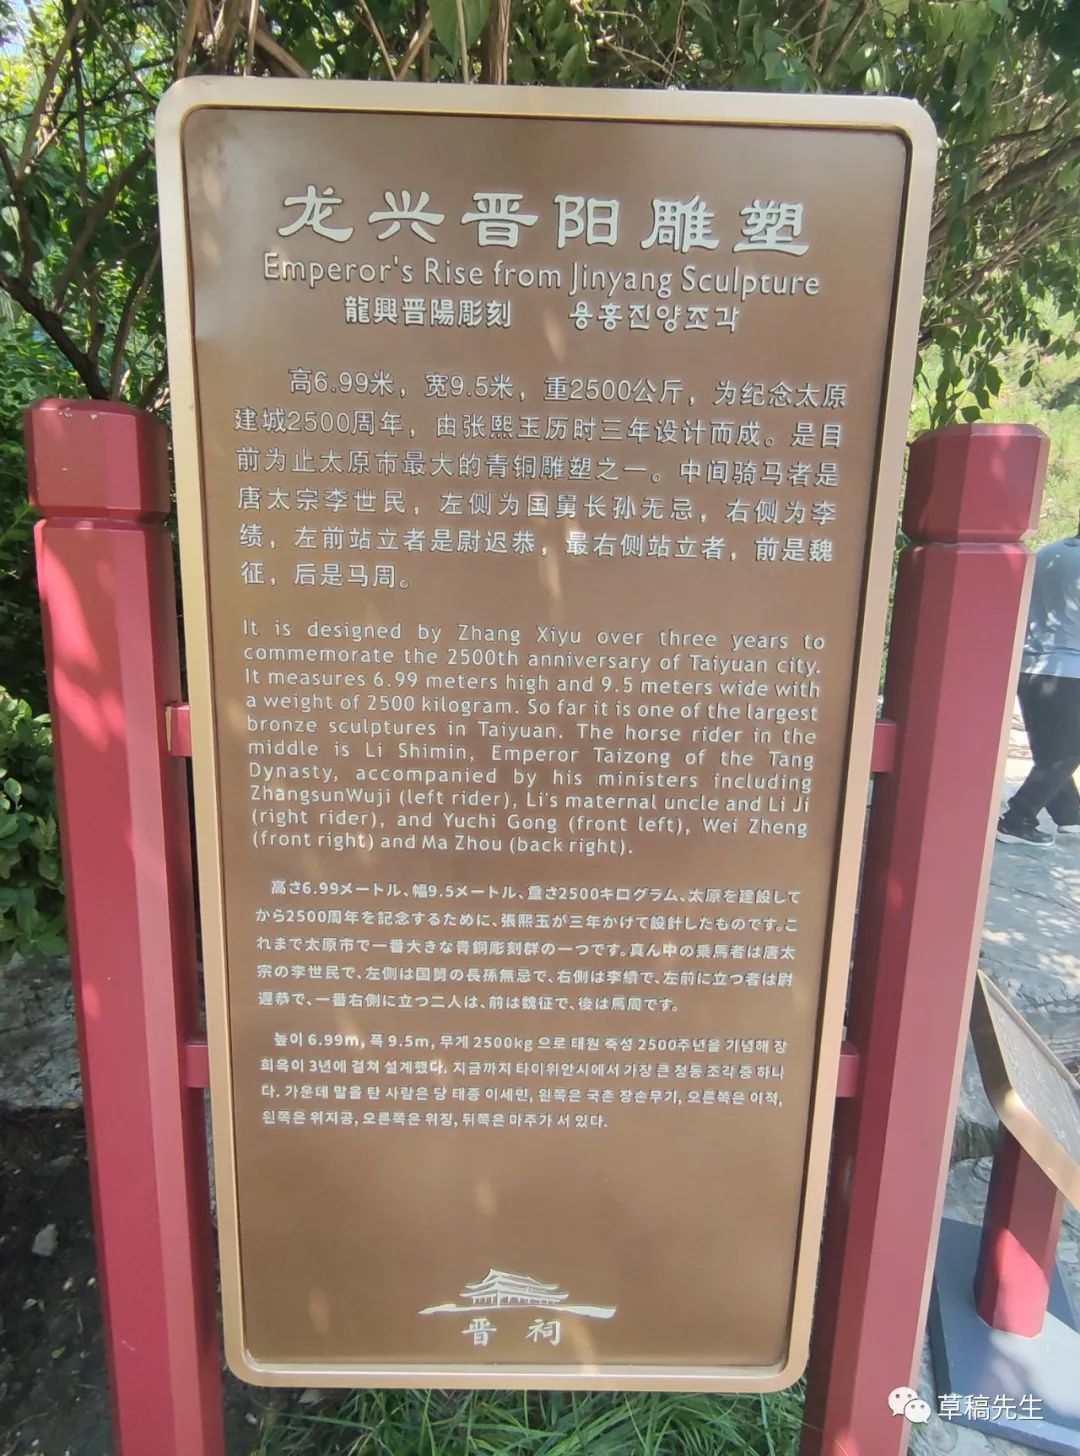 龙兴晋阳雕塑
Emperor's Rise from Jinyang Sculpture
龍興晋陽彫刻 용흥진양조각
高6.99米，宽9.5米，重2500公斤，为纪念太原
建城2500周年，由张熙玉历时三年设计而成。是目
前为止太原市最大的青铜雕塑之一。中间骑马者是
唐太宗李世民，左侧为国舅长孙无忌，右侧为李
绩，左前站立者是尉迟恭，最右侧站立者，前是魏
征，后是马周。
It is designed by Zhang Xiyu over three years to
commemorate the 2500th anniversary of Taiyuan city.
It measures 6.99 meters high and 9.5 meters wide with
a weight of 2500 kilogram. So far it is one of the largest
bronze sculptures in Taiyuan. The horse rider in the
middle is Li Shimin, Emperor Taizong of the Tang
Dynasty, accompanied by his ministers including
ZhangsunWuji (left rider), Li's maternal uncle and Li Ji
(right rider), and Yuchi Gong (front left), Wei Zheng
(front right) and Ma Zhou (back right).
高さ6.99メートル、幅9.5メートル、重さ2500キログラム、太原を建設して
から2500周年を記念するために、張熙玉が三年かけて設計したものです。こ
れまで太原市で一番大きな青銅彫刻群の一つです。真ん中の乗馬者は唐太
宗の李世民で、左側は国舅の長孫無忌で、右側は李績で、左前に立つ者は尉
遅恭で、一番右側に立つ二人は、前は魏征で、後は馬周です。
높이 6.99m, 폭 9.5m, 무게 2500kg 으로 태원 축성 2500주년을 기념해 장
희옥이 3년에 걸쳐 설계했다. 지금까지 타이위안시에서 가장 큰 청동 조각 중 하나
다. 가운데 말을 탄 사람은 당 태종 이세민, 왼쪽은 국촌 장손무기, 오른쪽은 이적,
왼쪽은 위지공, 오른쪽은 위징, 뒤쪽은 마주가 서 있다.
晋祠
草稿先生